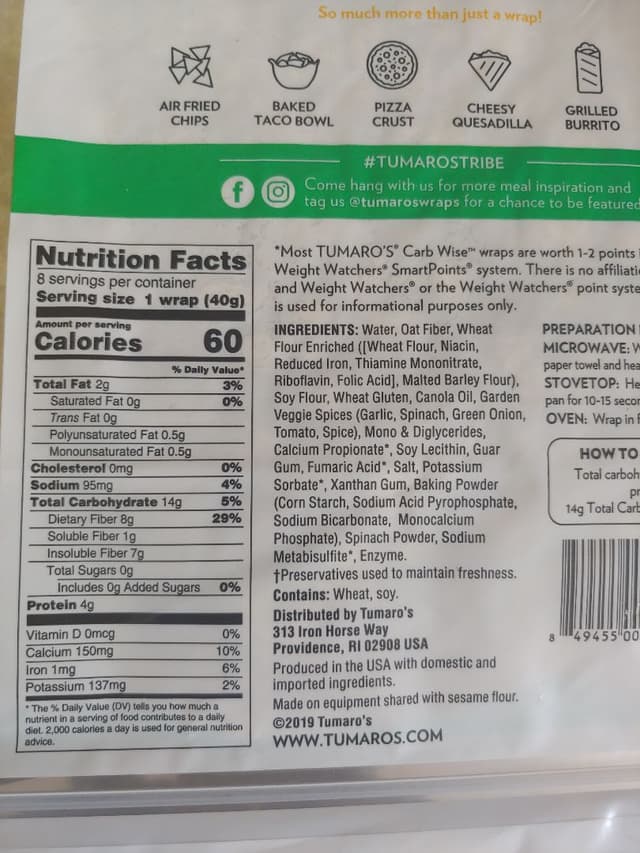 So much more than just a wrap!
AIR FRIED
CHIPS
BAKED
TACO BOWL
PIZZA
CRUST
CHEESY
QUESADILLA
GRILLED
BURRITO
#TUMAROSTRIBE
Come hang with us for more meal inspiration and
tag us @tumaroswraps for a chance to be featured
Nutrition Facts
8 servings per container
Serving size 1 wrap (40g)
Amount per serving
Calories 60
% Daily Value*
Total Fat 2g 3%
Saturated Fat 0g 0%
Trans Fat 0g
Polyunsaturated Fat 0.5g
Monounsaturated Fat 0.5g
Cholesterol 0mg 0%
Sodium 95mg 4%
Total Carbohydrate 14g 5%
Dietary Fiber 8g 29%
Soluble Fiber 1g
Insoluble Fiber 7g
Total Sugars 0g
Includes 0g Added Sugars 0%
Protein 4g
Vitamin D 0mcg 0%
Calcium 150mg 10%
Iron 1mg 6%
Potassium 137mg 2%
* The % Daily Value (DV) tells you how much a
nutrient in a serving of food contributes to a daily
diet. 2,000 calories a day is used for general nutrition
advice.
*Most TUMARO'S® Carb Wise™ wraps are worth 1-2 points
Weight Watchers® SmartPoints® system. There is no
and Weight Watchers® or the Weight Watchers® point
is used for informational purposes only.
INGREDIENTS: Water, Oat Fiber, Wheat
Flour Enriched ([Wheat Flour, Niacin,
Reduced Iron, Thiamine Mononitrate,
Riboflavin, Folic Acid], Malted Barley Flour),
Soy Flour, Wheat Gluten, Canola Oil, Garden
Veggie Spices (Garlic, Spinach, Green Onion,
Tomato, Spice), Mono & Diglycerides,
Calcium Propionate*, Soy Lecithin, Guar
Gum, Fumaric Acid*, Salt, Potassium
Sorbate*, Xanthan Gum, Baking Powder
(Corn Starch, Sodium Acid Pyrophosphate,
Sodium Bicarbonate, Monocalcium
Phosphate), Spinach Powder, Sodium
Metabisulfite*, Enzyme.
†Preservatives used to maintain freshness.
Contains: Wheat, soy.
Distributed by Tumaro's
313 Iron Horse Way
Providence, RI 02908 USA
Produced in the USA with domestic and
imported ingredients.
Made on equipment shared with sesame flour.
©2019 Tumaro's
WWW.TUMAROS.COM
PREPARATION
MICROWAVE:
paper towel and
STOVETOP:
pan for 10-15
OVEN: Wrap in
HOW TO
Total
14g Total
8 49455 00